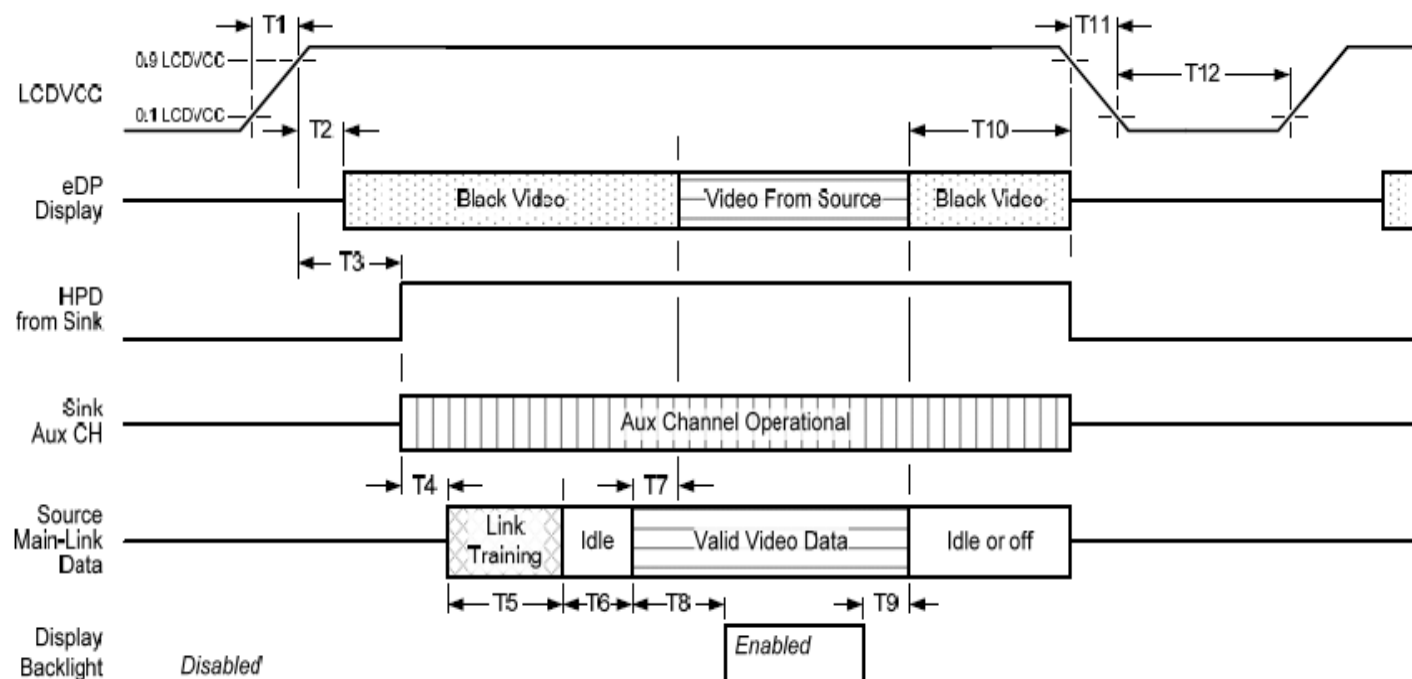 T1
T11
0.9 LCDVCC
T12
LCDVCC
0.1 LCDVCC
T2
T10
eDP
Display
Black Video
Video From Source
Black Video
T3
HPD
from Sink
Sink
Aux CH
Aux Channel Operational
T4
T7
Source
Main-Link
Data
Link
Training
Idle
Valid Video Data
Idle or off
T5
T6
T8
T9
Display
Backlight
Disabled
Enabled